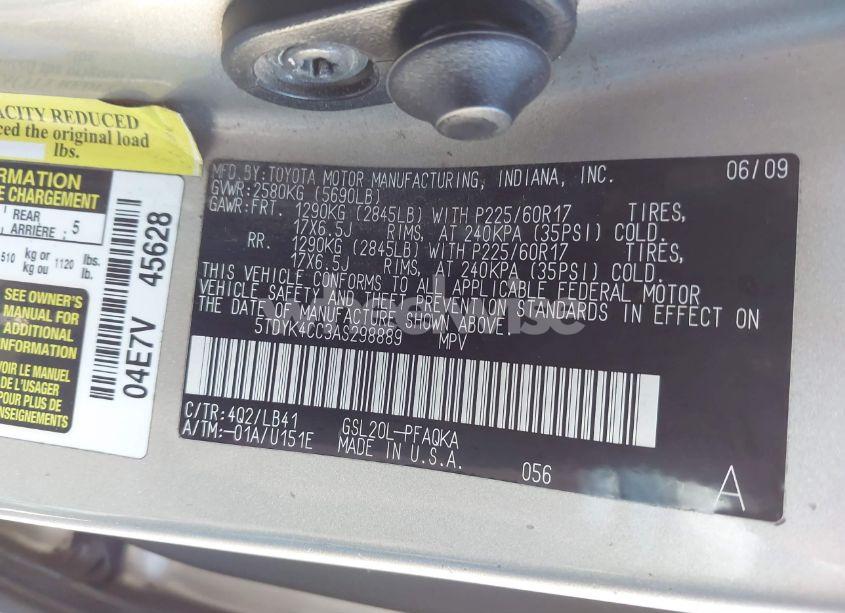 ACITY REDUCED
ced the original load
lbs.
ORMATION
E CHARGEMENT
REAR
ARRIÈRE : 5
510 kg or 1120 lbs.
kg ou lb.
SEE OWNER'S
MANUAL FOR
ADDITIONAL
INFORMATION
VOIR LE MANUEL
DE L'USAGER
POUR PLUS DE
RENSEIGNEMENTS
04E7V 45628
MFD.BY:TOYOTA MOTOR MANUFACTURING, INDIANA, INC. 06/09
GVWR:2580KG (5690LB)
GAWR:FRT. 1290KG (2845LB) WITH P225/60R17 TIRES,
17X6.5J RIMS, AT 240KPA (35PSI) COLD.
RR. 1290KG (2845LB) WITH P225/60R17 TIRES,
17X6.5J RIMS, AT 240KPA (35PSI) COLD.
THIS VEHICLE CONFORMS TO ALL APPLICABLE FEDERAL MOTOR
VEHICLE SAFETY AND THEFT PREVENTION STANDARDS IN EFFECT ON
THE DATE OF MANUFACTURE SHOWN ABOVE.
5TDYK4CC3AS298889 MPV
C/TR:4Q2/LB41 GSL20L-PFAQKA
A/TM:-01A/U151E MADE IN U.S.A.
056
A